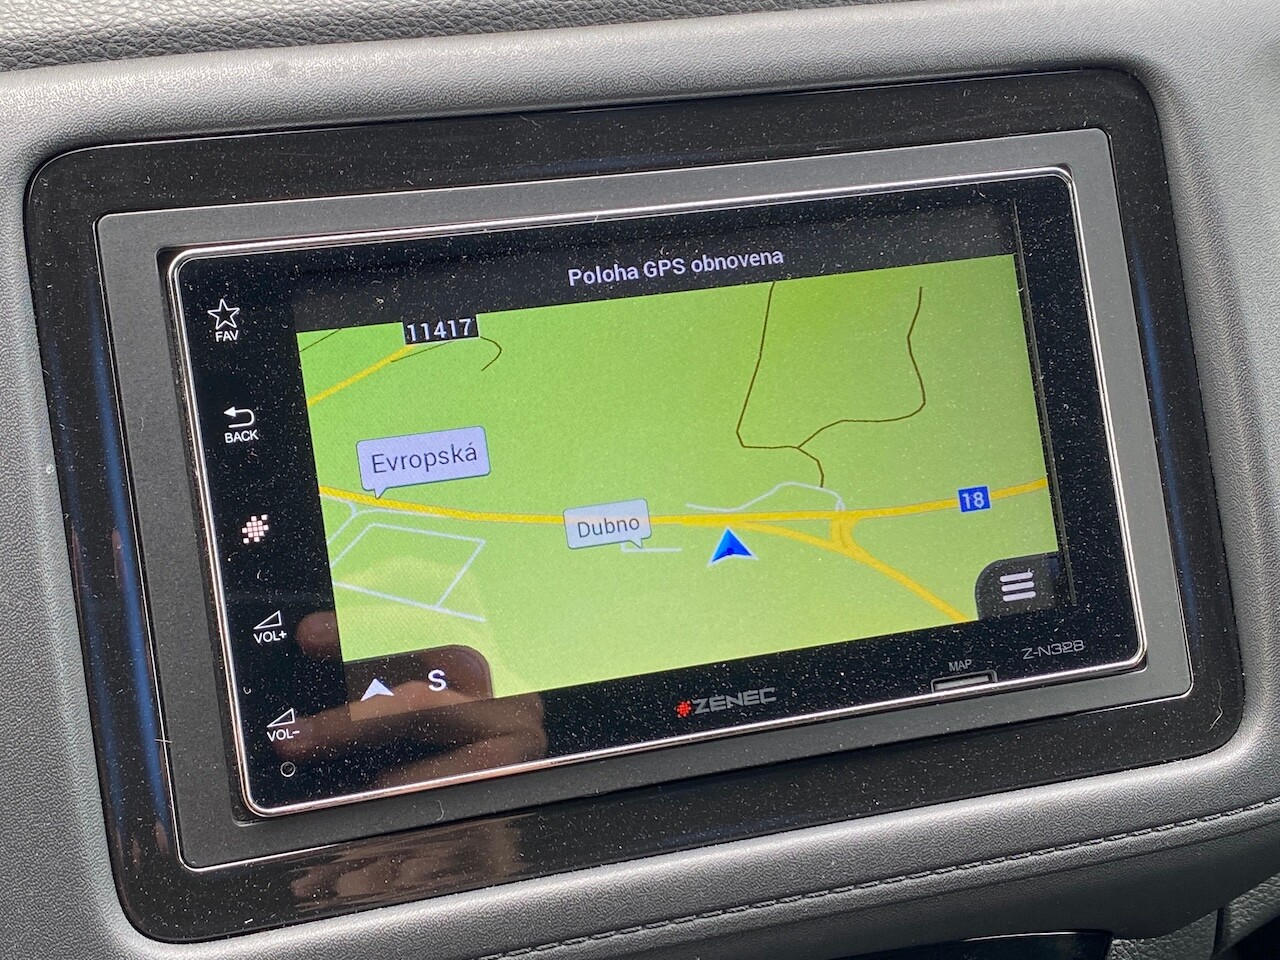 Poloha GPS obnovena
FAV
11417
BACK
Evropská
18
Dubno
VOL+
S
VOL-
ZENEC
MAP
Z-N328